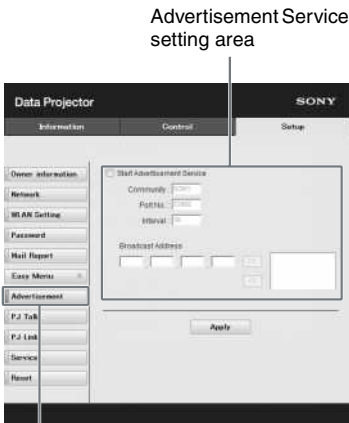 Advertisement Service
setting area
Data Projector
SONY
Information
Control
Setup
Owner information
Network
WLAN Setting
Password
Mail Report
Easy Menu
Advertisement
PJ Talk
PJ Link
Service
Reset
Start Advertisement Service
Community :
Port No. :
Interval :
Broadcast Address
Apply